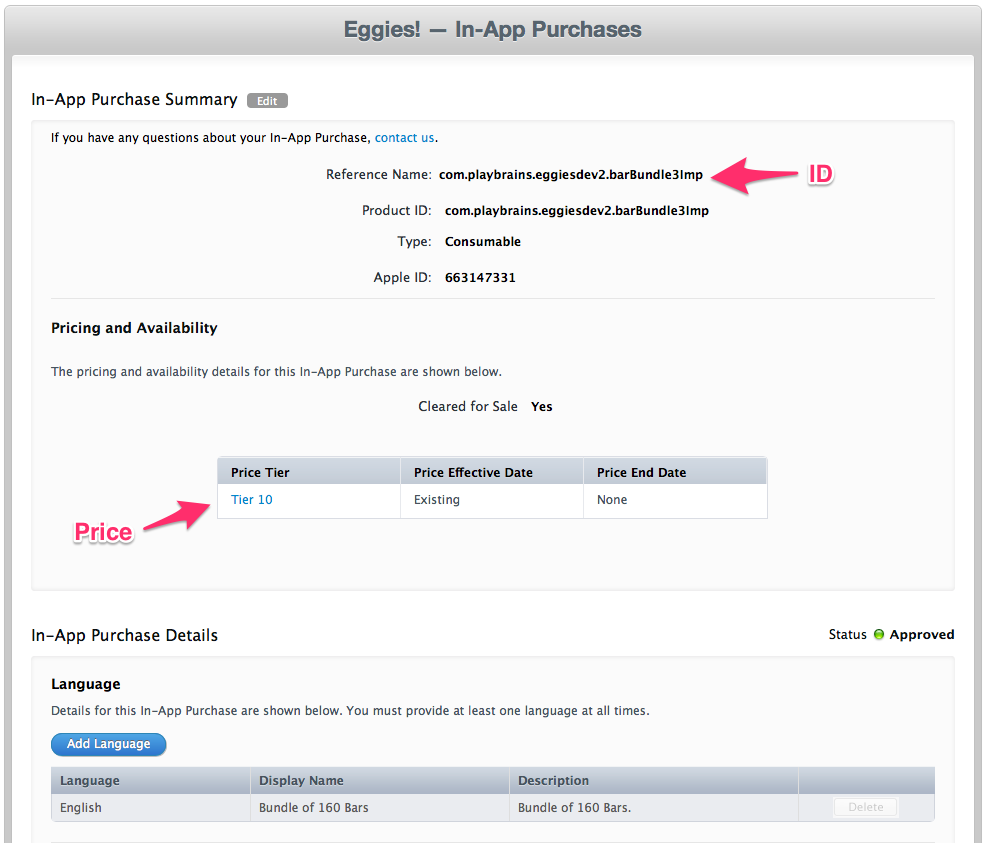 Eggies! — In-App Purchases
In-App Purchase Summary Edit
If you have any questions about your In-App Purchase, contact us.
Reference Name: com.playbrains.eggiesdev2.barBundle3Imp ID
Product ID: com.playbrains.eggiesdev2.barBundle3Imp
Type: Consumable
Apple ID: 663147331
Pricing and Availability
The pricing and availability details for this In-App Purchase are shown below.
Cleared for Sale Yes
Price Tier Price Effective Date Price End Date
Tier 10 Existing None
Price
In-App Purchase Details Status Approved
Language
Details for this In-App Purchase are shown below. You must provide at least one language at all times.
Add Language
Language Display Name Description
English Bundle of 160 Bars Bundle of 160 Bars. Delete